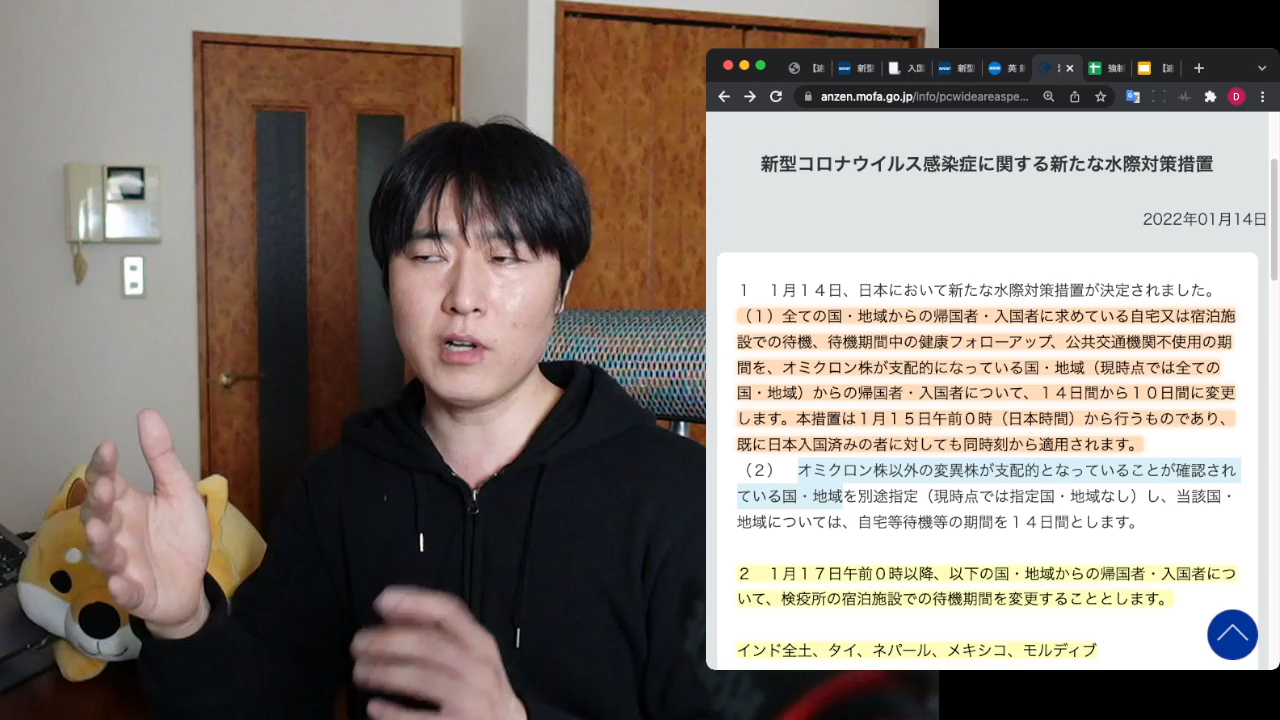 新型
入国
新型
英
強制
anzen.mofa.go.jp/info/pcwideareaspe...
D
新型コロナウイルス感染症に関する新たな水際対策措置
2022年01月14日
１　１月１４日、日本において新たな水際対策措置が決定されました。
（１）全ての国・地域からの帰国者・入国者に求めている自宅又は宿泊施
設での待機、待機期間中の健康フォローアップ、公共交通機関不使用の期
間を、オミクロン株が支配的になっている国・地域（現時点では全ての
国・地域）からの帰国者・入国者について、１４日間から１０日間に変更
します。本措置は１月１５日午前０時（日本時間）から行うものであり、
既に日本入国済みの者に対しても同時刻から適用されます。
（２）　オミクロン株以外の変異株が支配的となっていることが確認され
ている国・地域を別途指定（現時点では指定国・地域なし）し、当該国・
地域については、自宅等待機等の期間を１４日間とします。
２　１月１７日午前０時以降、以下の国・地域からの帰国者・入国者につ
いて、検疫所の宿泊施設での待機期間を変更することとします。
インド全土、タイ、ネパール、メキシコ、モルディブ